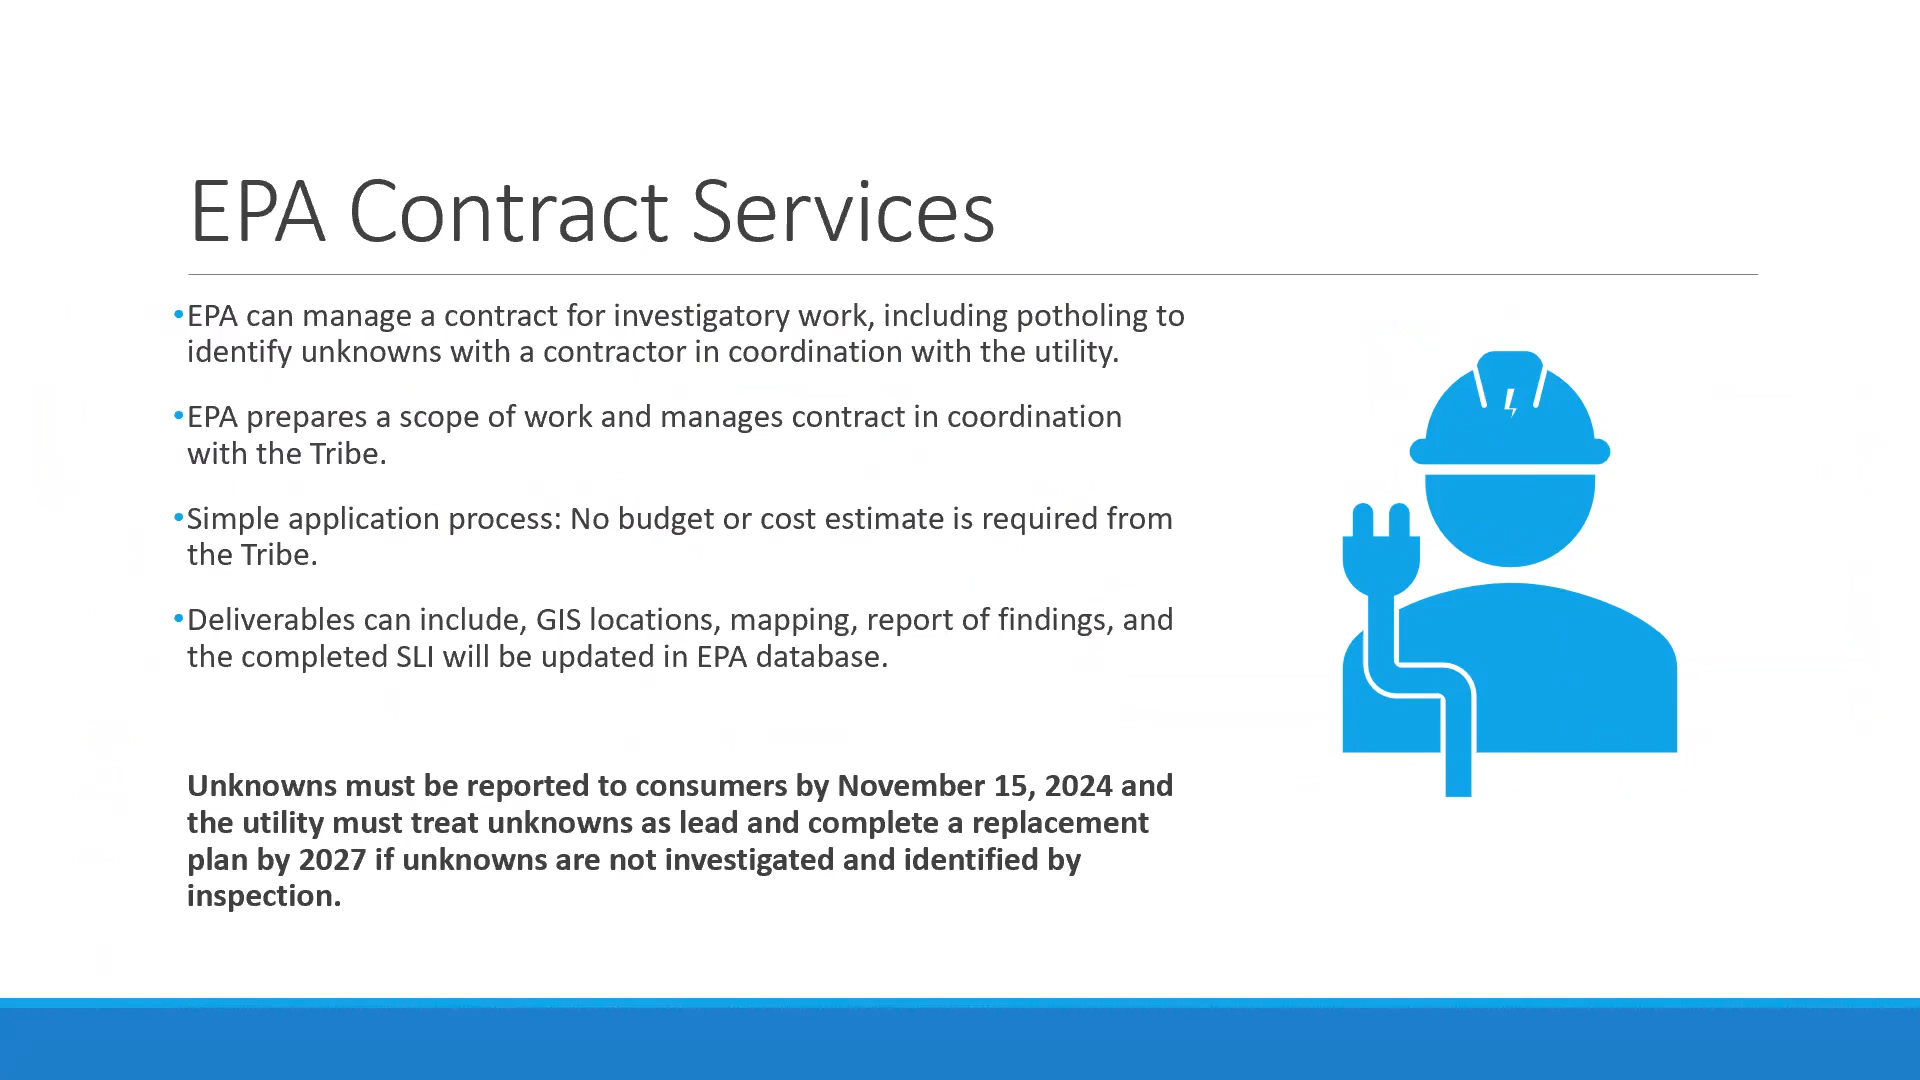 EPA Contract Services
•EPA can manage a contract for investigatory work, including potholing to
identify unknowns with a contractor in coordination with the utility.
•EPA prepares a scope of work and manages contract in coordination
with the Tribe.
•Simple application process: No budget or cost estimate is required from
the Tribe.
•Deliverables can include, GIS locations, mapping, report of findings, and
the completed SLI will be updated in EPA database.
Unknowns must be reported to consumers by November 15, 2024 and
the utility must treat unknowns as lead and complete a replacement
plan by 2027 if unknowns are not investigated and identified by
inspection.